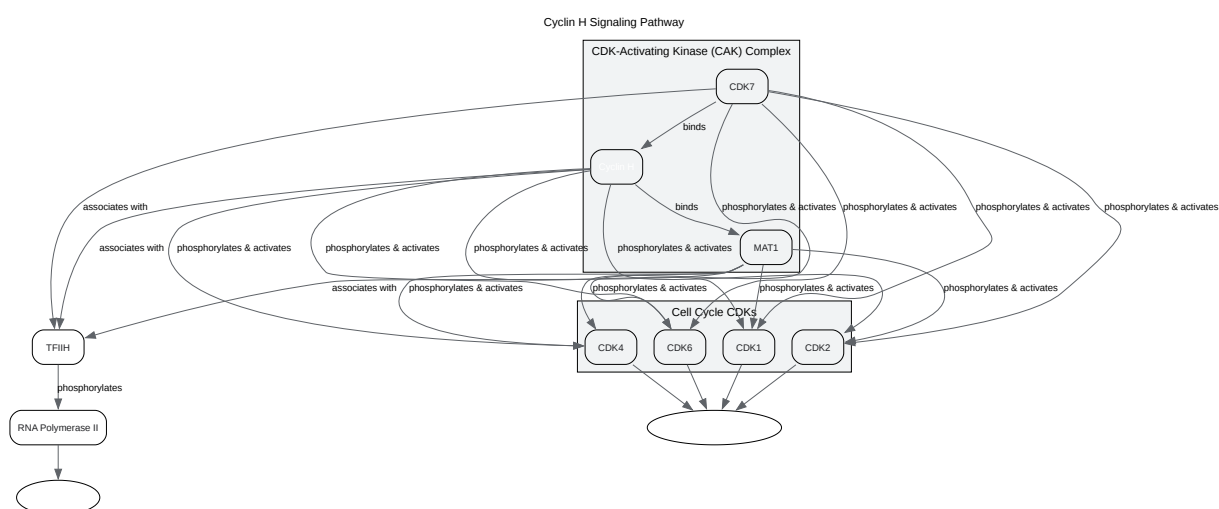 Cyclin H Signaling Pathway
CDK-Activating Kinase (CAK) Complex
CDK7
binds
Cyclin H
associates with
binds
phosphorylates & activates
phosphorylates & activates
phosphorylates & activates
phosphorylates & activates
associates with
phosphorylates & activates
phosphorylates & activates
phosphorylates & activates
phosphorylates & activates
MAT1
associates with
phosphorylates & activates
phosphorylates & activates
phosphorylates & activates
phosphorylates & activates
Cell Cycle CDKs
TFIIH
CDK4
CDK6
CDK1
CDK2
phosphorylates
RNA Polymerase II